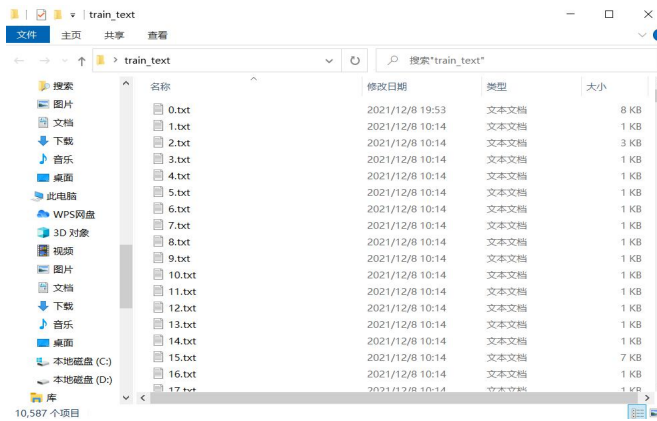 train_text
文件 主页 共享 查看
train_text 搜索"train_text"
名称 修改日期 类型 大小
搜索
图片
文档
下载
音乐
桌面
此电脑
WPS网盘
3D 对象
视频
图片
文档
下载
音乐
桌面
本地磁盘 (C:)
本地磁盘 (D:)
库
0.txt 2021/12/8 19:53 文本文档 8 KB
1.txt 2021/12/8 10:14 文本文档 1 KB
2.txt 2021/12/8 10:14 文本文档 3 KB
3.txt 2021/12/8 10:14 文本文档 1 KB
4.txt 2021/12/8 10:14 文本文档 1 KB
5.txt 2021/12/8 10:14 文本文档 1 KB
6.txt 2021/12/8 10:14 文本文档 1 KB
7.txt 2021/12/8 10:14 文本文档 1 KB
8.txt 2021/12/8 10:14 文本文档 1 KB
9.txt 2021/12/8 10:14 文本文档 1 KB
10.txt 2021/12/8 10:14 文本文档 1 KB
11.txt 2021/12/8 10:14 文本文档 1 KB
12.txt 2021/12/8 10:14 文本文档 1 KB
13.txt 2021/12/8 10:14 文本文档 1 KB
14.txt 2021/12/8 10:14 文本文档 1 KB
15.txt 2021/12/8 10:14 文本文档 7 KB
16.txt 2021/12/8 10:14 文本文档 1 KB
17.txt 2021/12/8 10:14 文本文档 1 KB
10,587 个项目